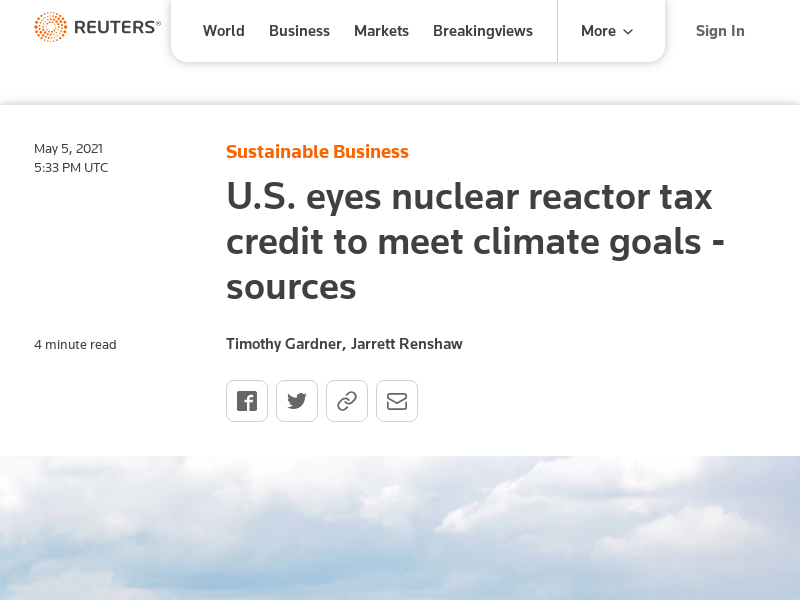 REUTERS®
World Business Markets Breakingviews More Sign In
May 5, 2021
5:33 PM UTC
Sustainable Business
U.S. eyes nuclear reactor tax
credit to meet climate goals -
sources
4 minute read
Timothy Gardner, Jarrett Renshaw